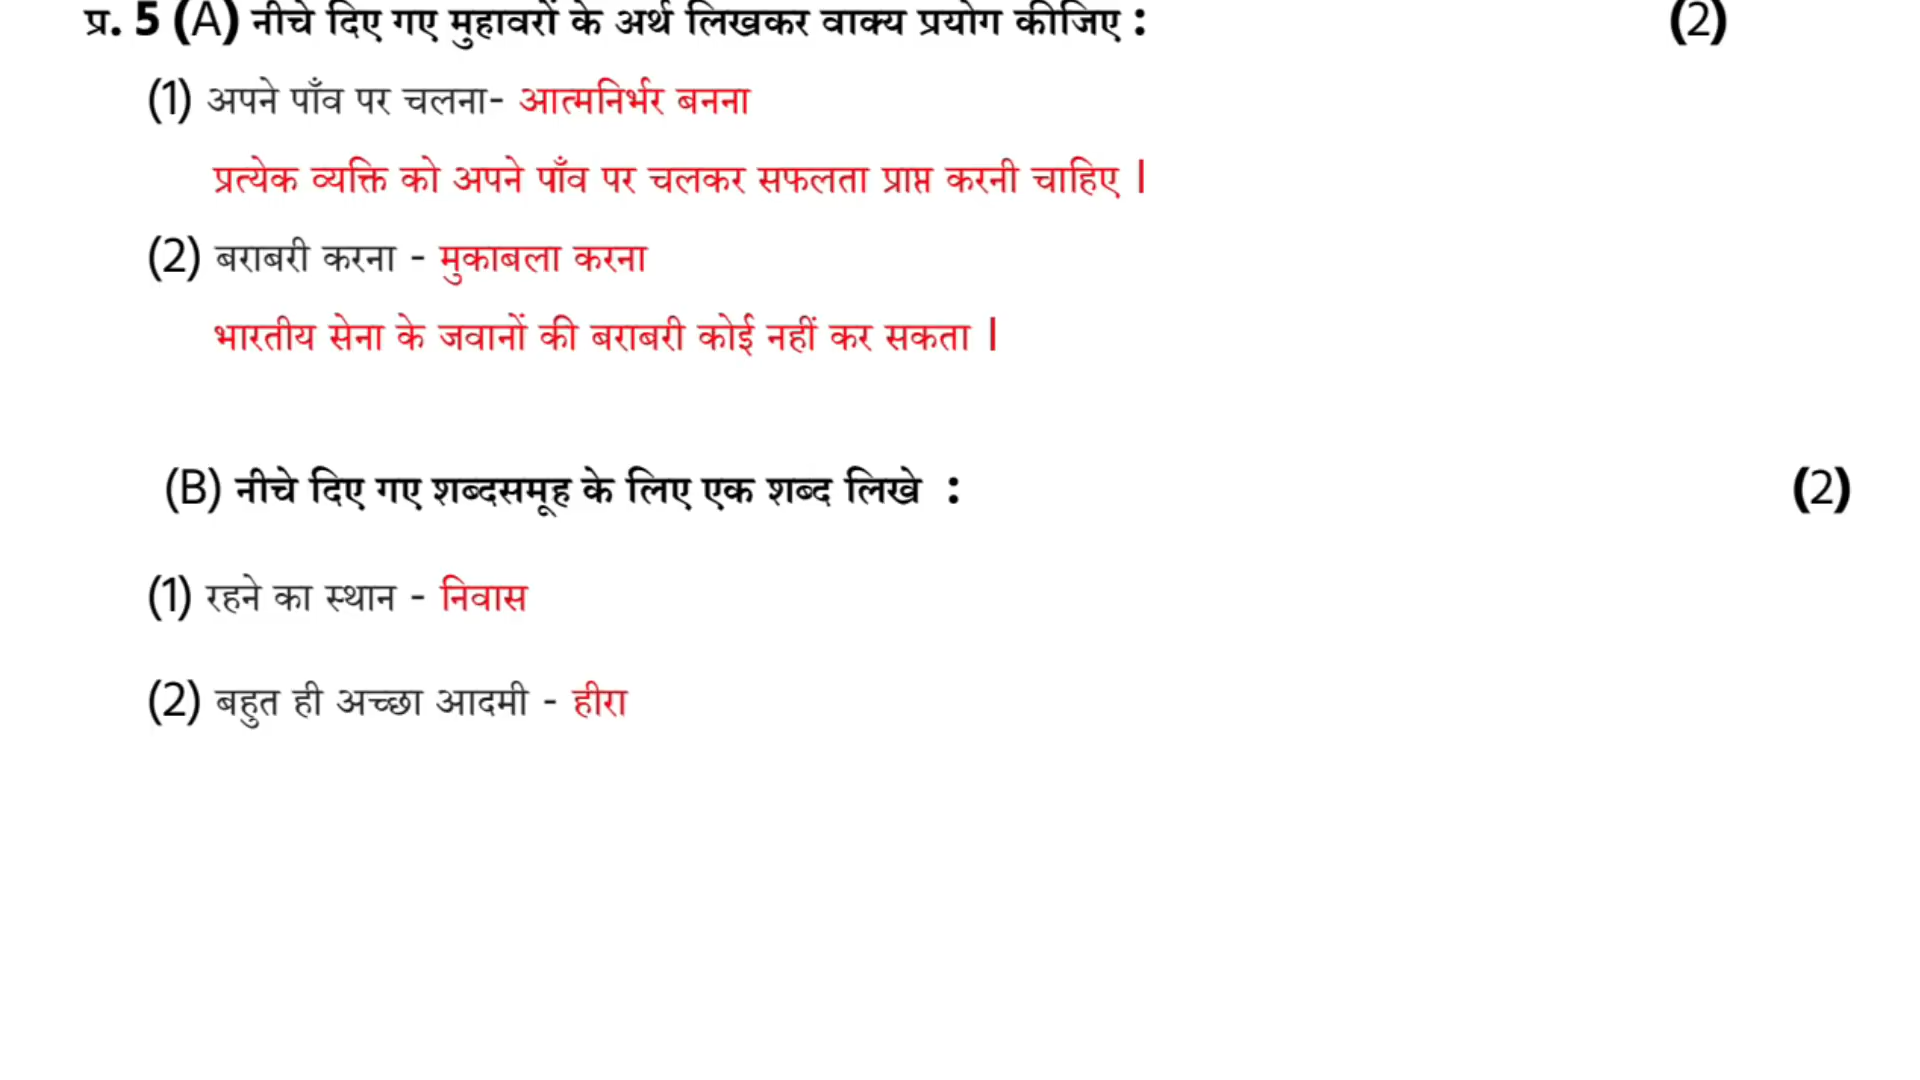 प्र. 5 (A) नीचे दिए गए मुहावरों के अर्थ लिखकर वाक्य प्रयोग कीजिए : (2)
(1) अपने पाँव पर चलना- आत्मनिर्भर बनना
प्रत्येक व्यक्ति को अपने पाँव पर चलकर सफलता प्राप्त करनी चाहिए |
(2) बराबरी करना - मुकाबला करना
भारतीय सेना के जवानों की बराबरी कोई नहीं कर सकता |
(B) नीचे दिए गए शब्दसमूह के लिए एक शब्द लिखे : (2)
(1) रहने का स्थान - निवास
(2) बहुत ही अच्छा आदमी - हीरा